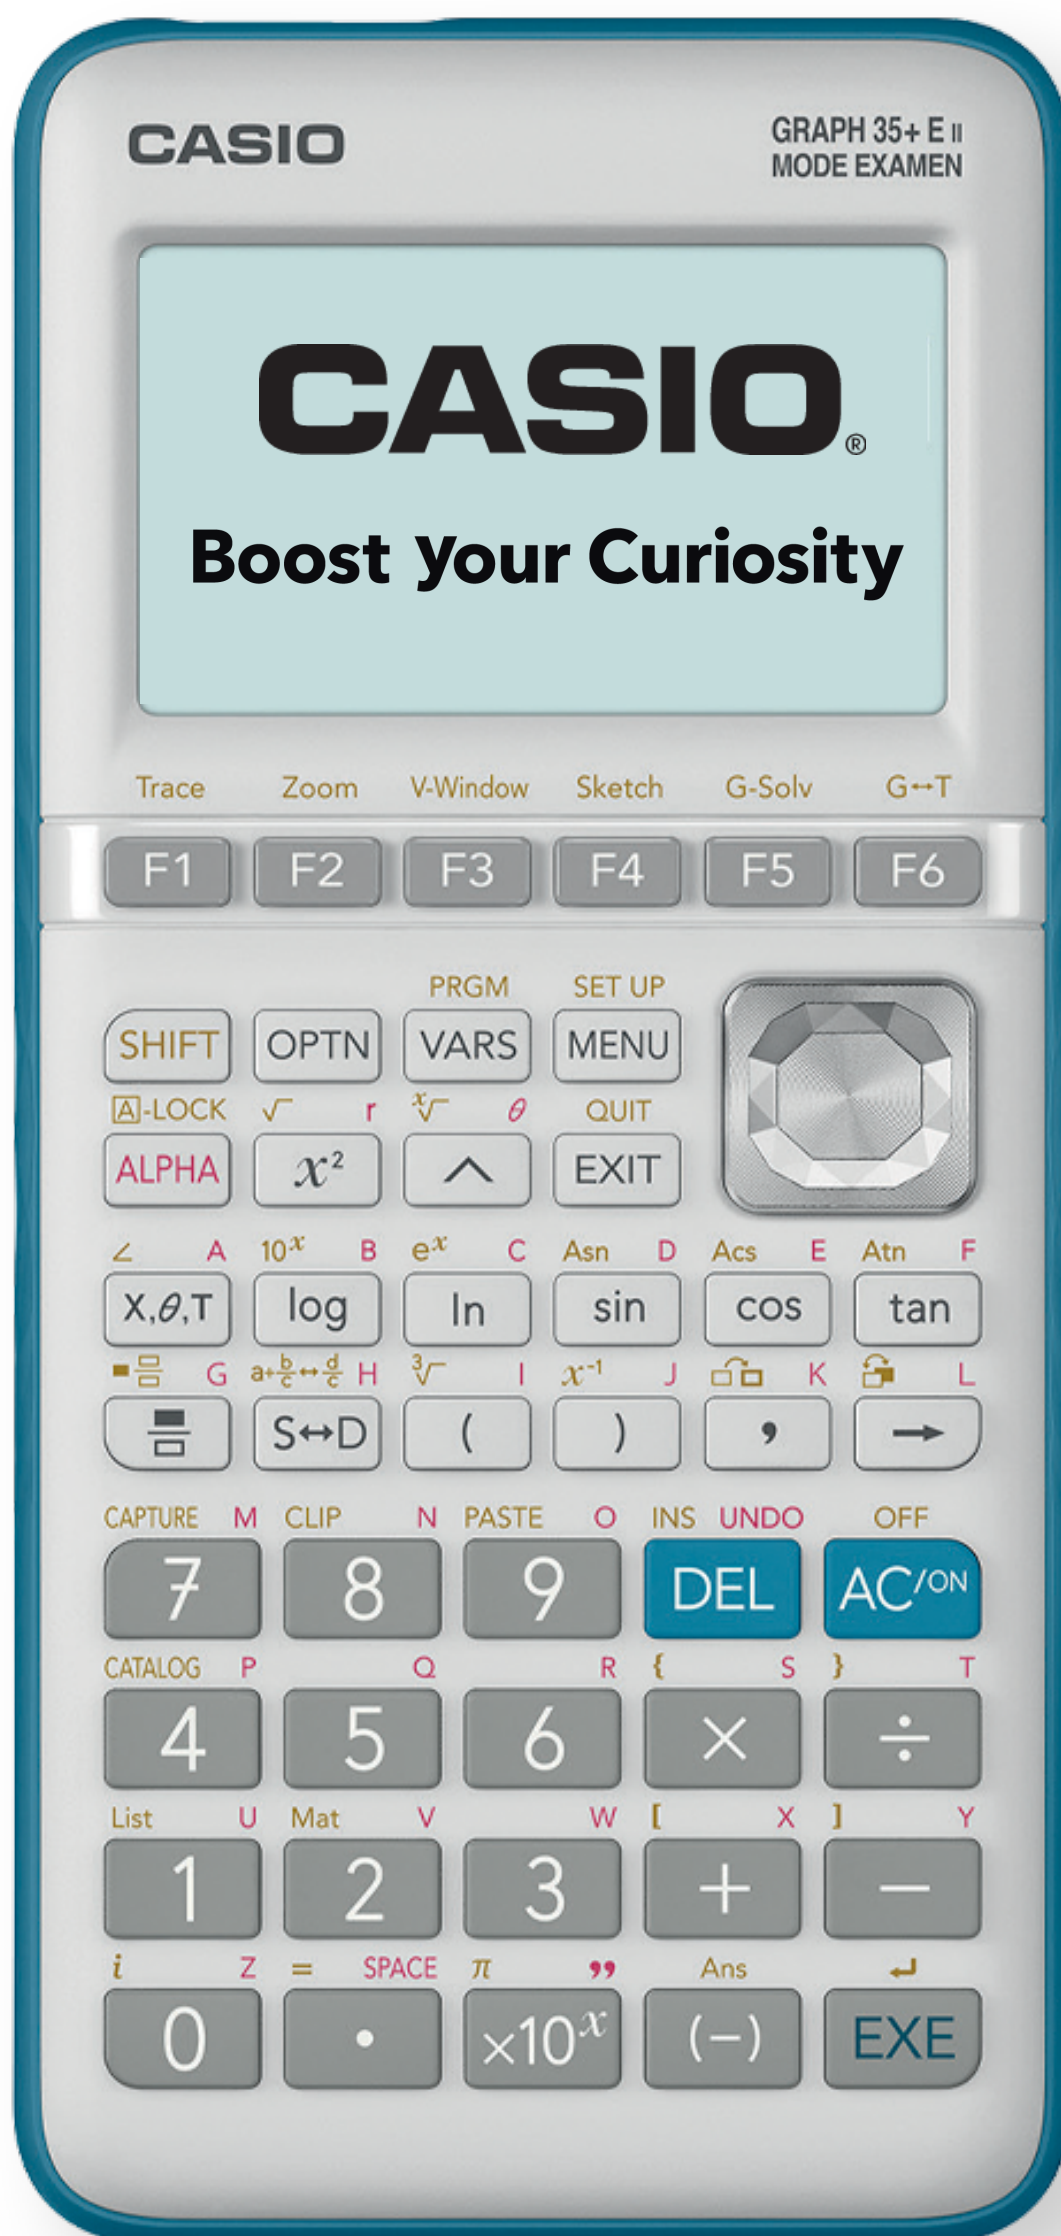 CASIO GRAPH 35+ E II
MODE EXAMEN
CASIO®
Boost Your Curiosity
Trace Zoom V-Window Sketch G-Solv G↔T
F1 F2 F3 F4 F5 F6
PRGM SET UP
SHIFT OPTN VARS MENU
A-LOCK √ r ˣ√ θ QUIT
ALPHA x² ^ EXIT
∠ A 10ˣ B eˣ C Asn D Acs E Atn F
X,θ,T log ln sin cos tan
G a+b/c↔d/c H ³√ I x⁻¹ J K L
S↔D ( ) , →
CAPTURE M CLIP N PASTE O INS UNDO OFF
7 8 9 DEL AC/ON
CATALOG P Q R { S } T
4 5 6 × ÷
List U Mat V W [ X ] Y
1 2 3 + −
i Z = SPACE π ” Ans ↵
0 • ×10ˣ (−) EXE